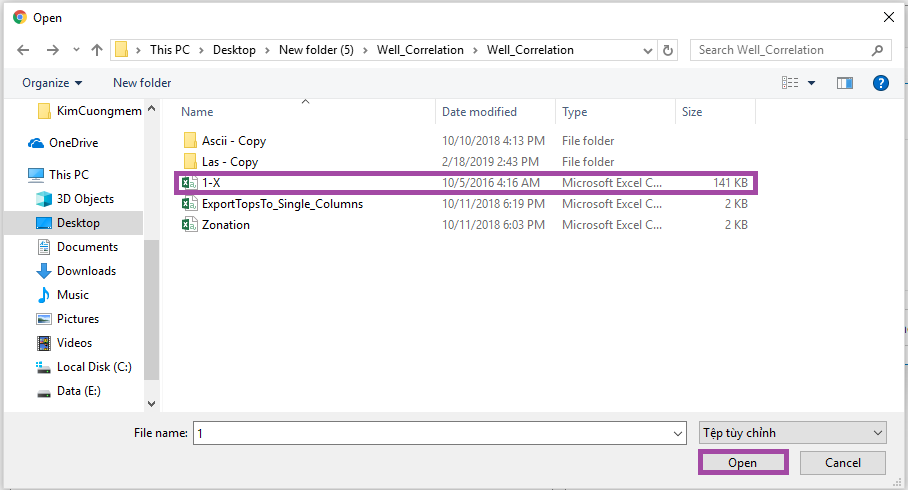 Open
This PC > Desktop > New folder (5) > Well_Correlation > Well_Correlation
Search Well_Correlation
Organize
New folder
?
Name Date modified Type Size
KimCuongmem
OneDrive
This PC
3D Objects
Desktop
Documents
Downloads
Music
Pictures
Videos
Local Disk (C:)
Data (E:)
Ascii - Copy 10/10/2018 4:13 PM File folder
Las - Copy 2/18/2019 2:43 PM File folder
1-X 10/5/2016 4:16 AM Microsoft Excel C... 141 KB
ExportTopsTo_Single_Columns 10/11/2018 6:19 PM Microsoft Excel C... 2 KB
Zonation 10/11/2018 6:03 PM Microsoft Excel C... 2 KB
File name: 1
Tệp tùy chỉnh
Open
Cancel